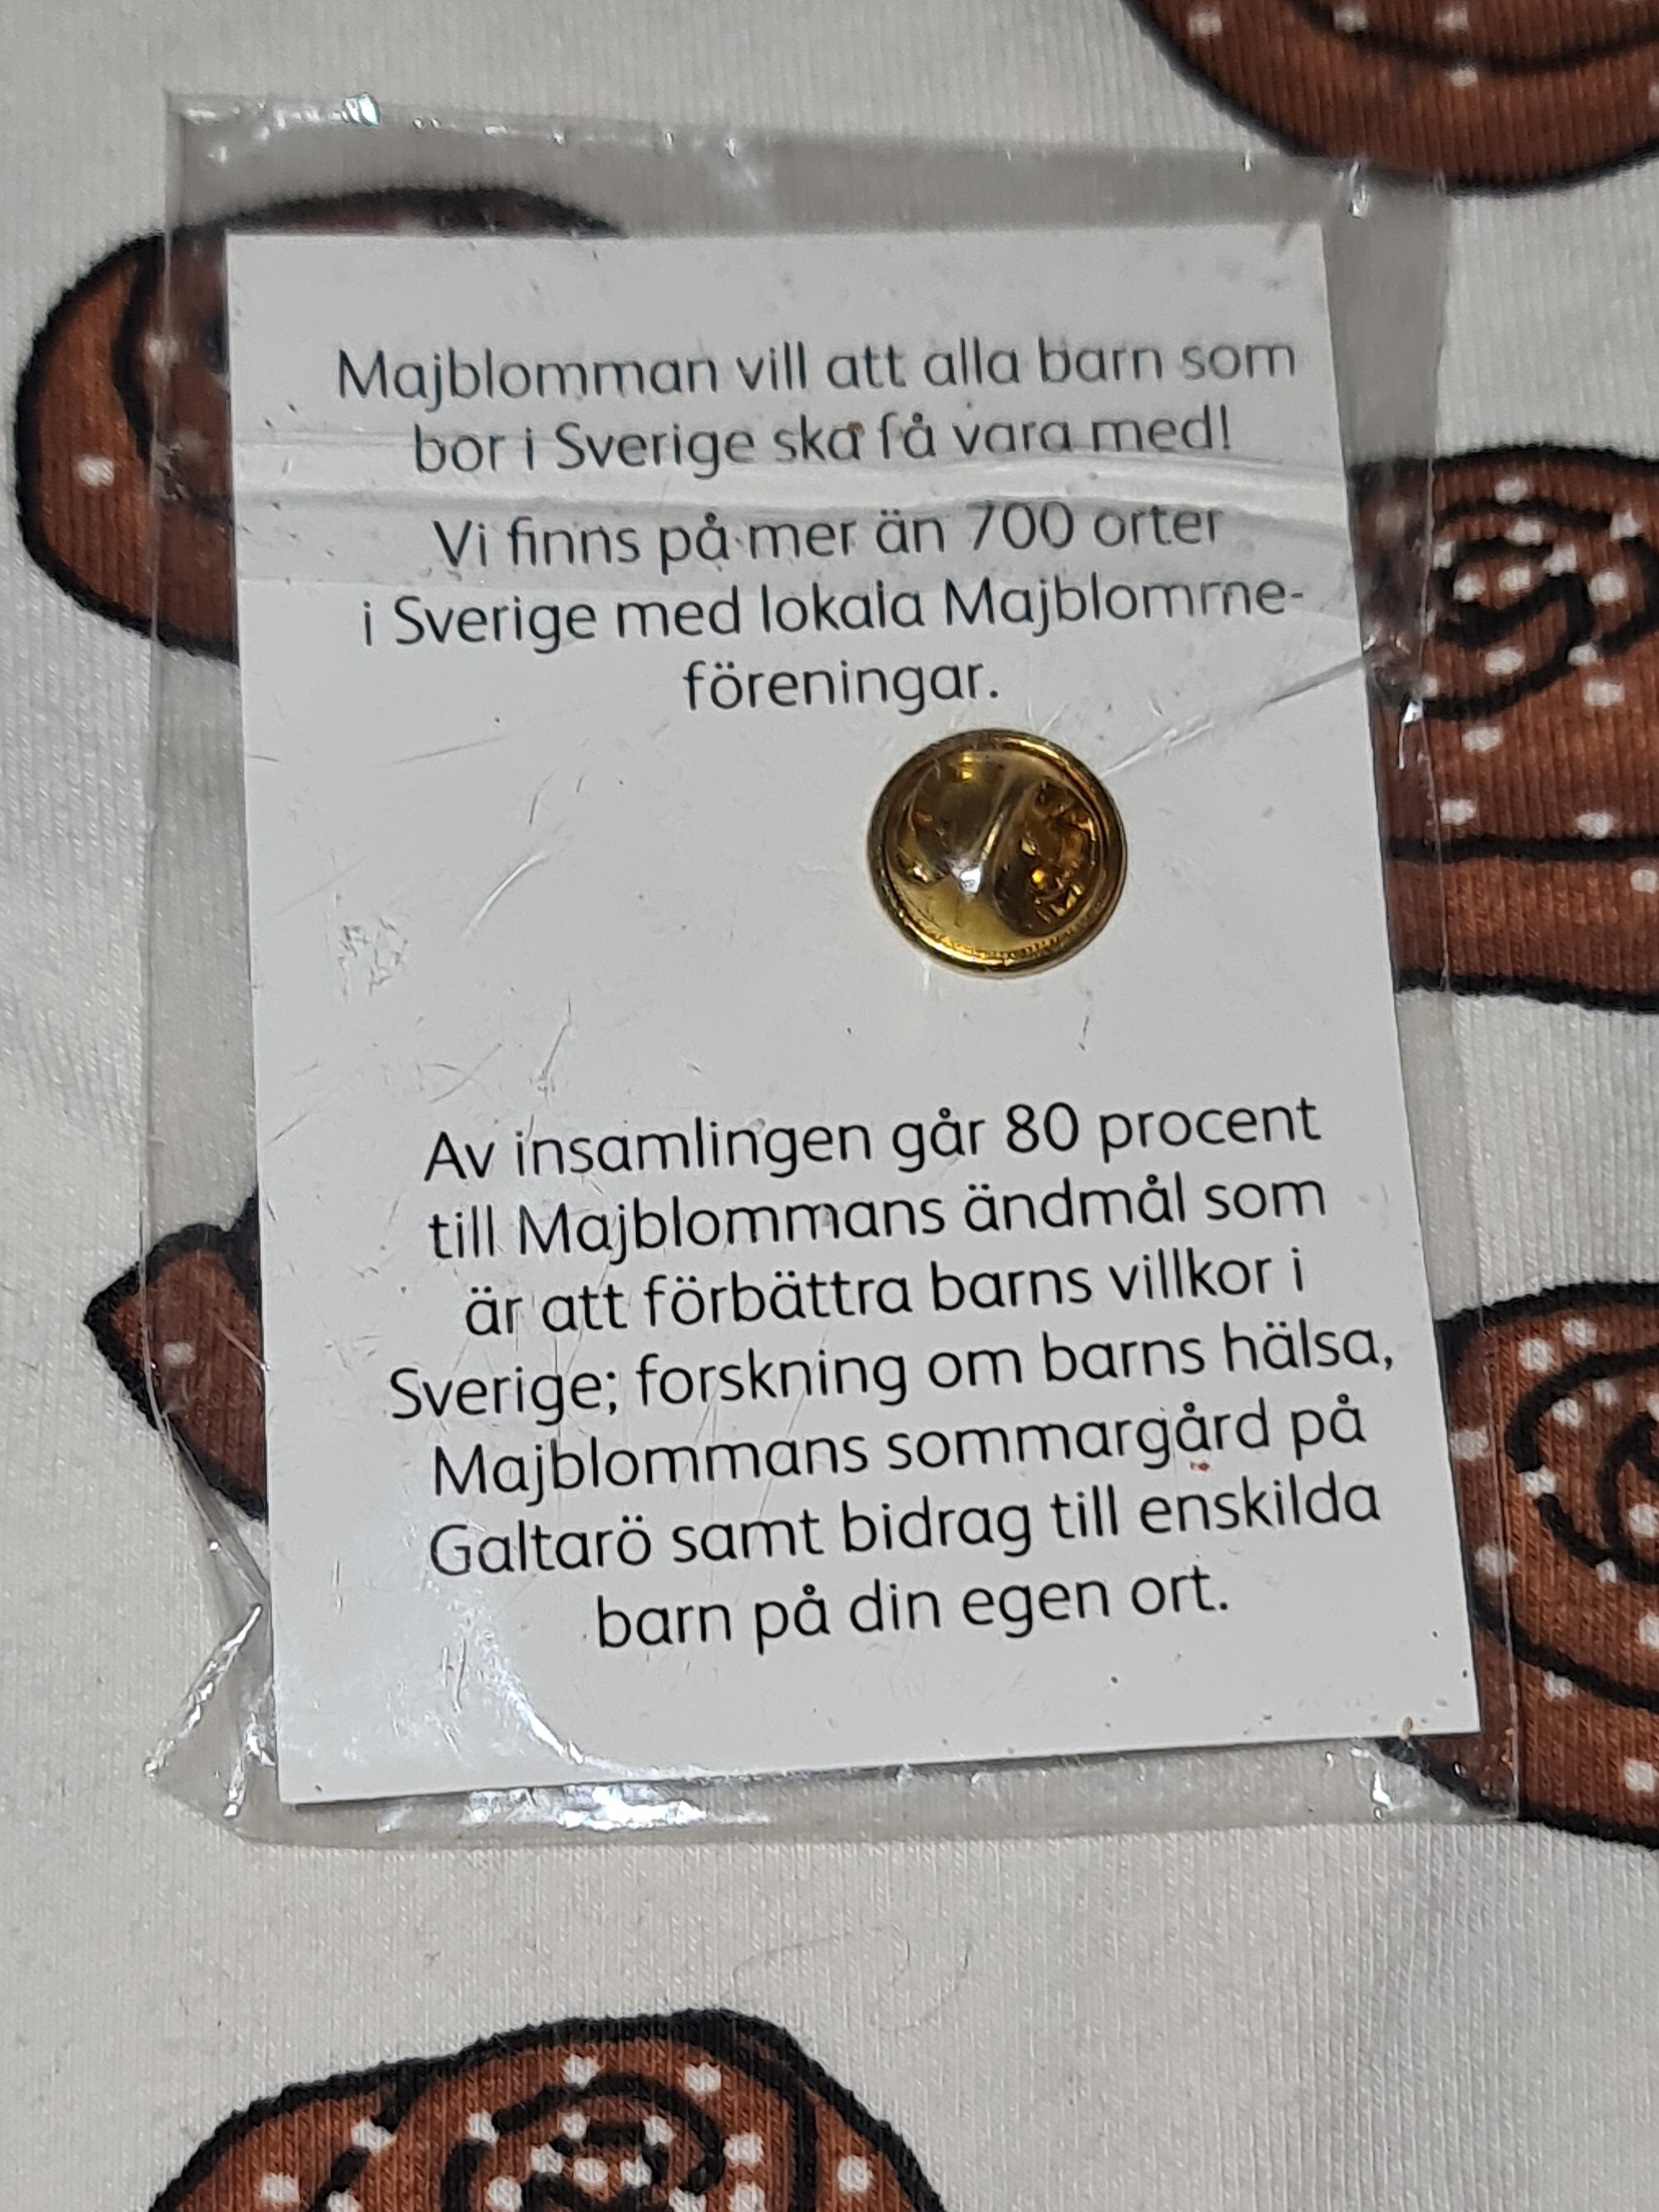 Majblomman vill att alla barn som
bor i Sverige ska få vara med!
Vi finns på mer än 700 orter
i Sverige med lokala Majblomme-
föreningar.
Av insamlingen går 80 procent
till Majblommans ändmål som
är att förbättra barns villkor i
Sverige; forskning om barns hälsa,
Majblommans sommargård på
Galtarö samt bidrag till enskilda
barn på din egen ort.